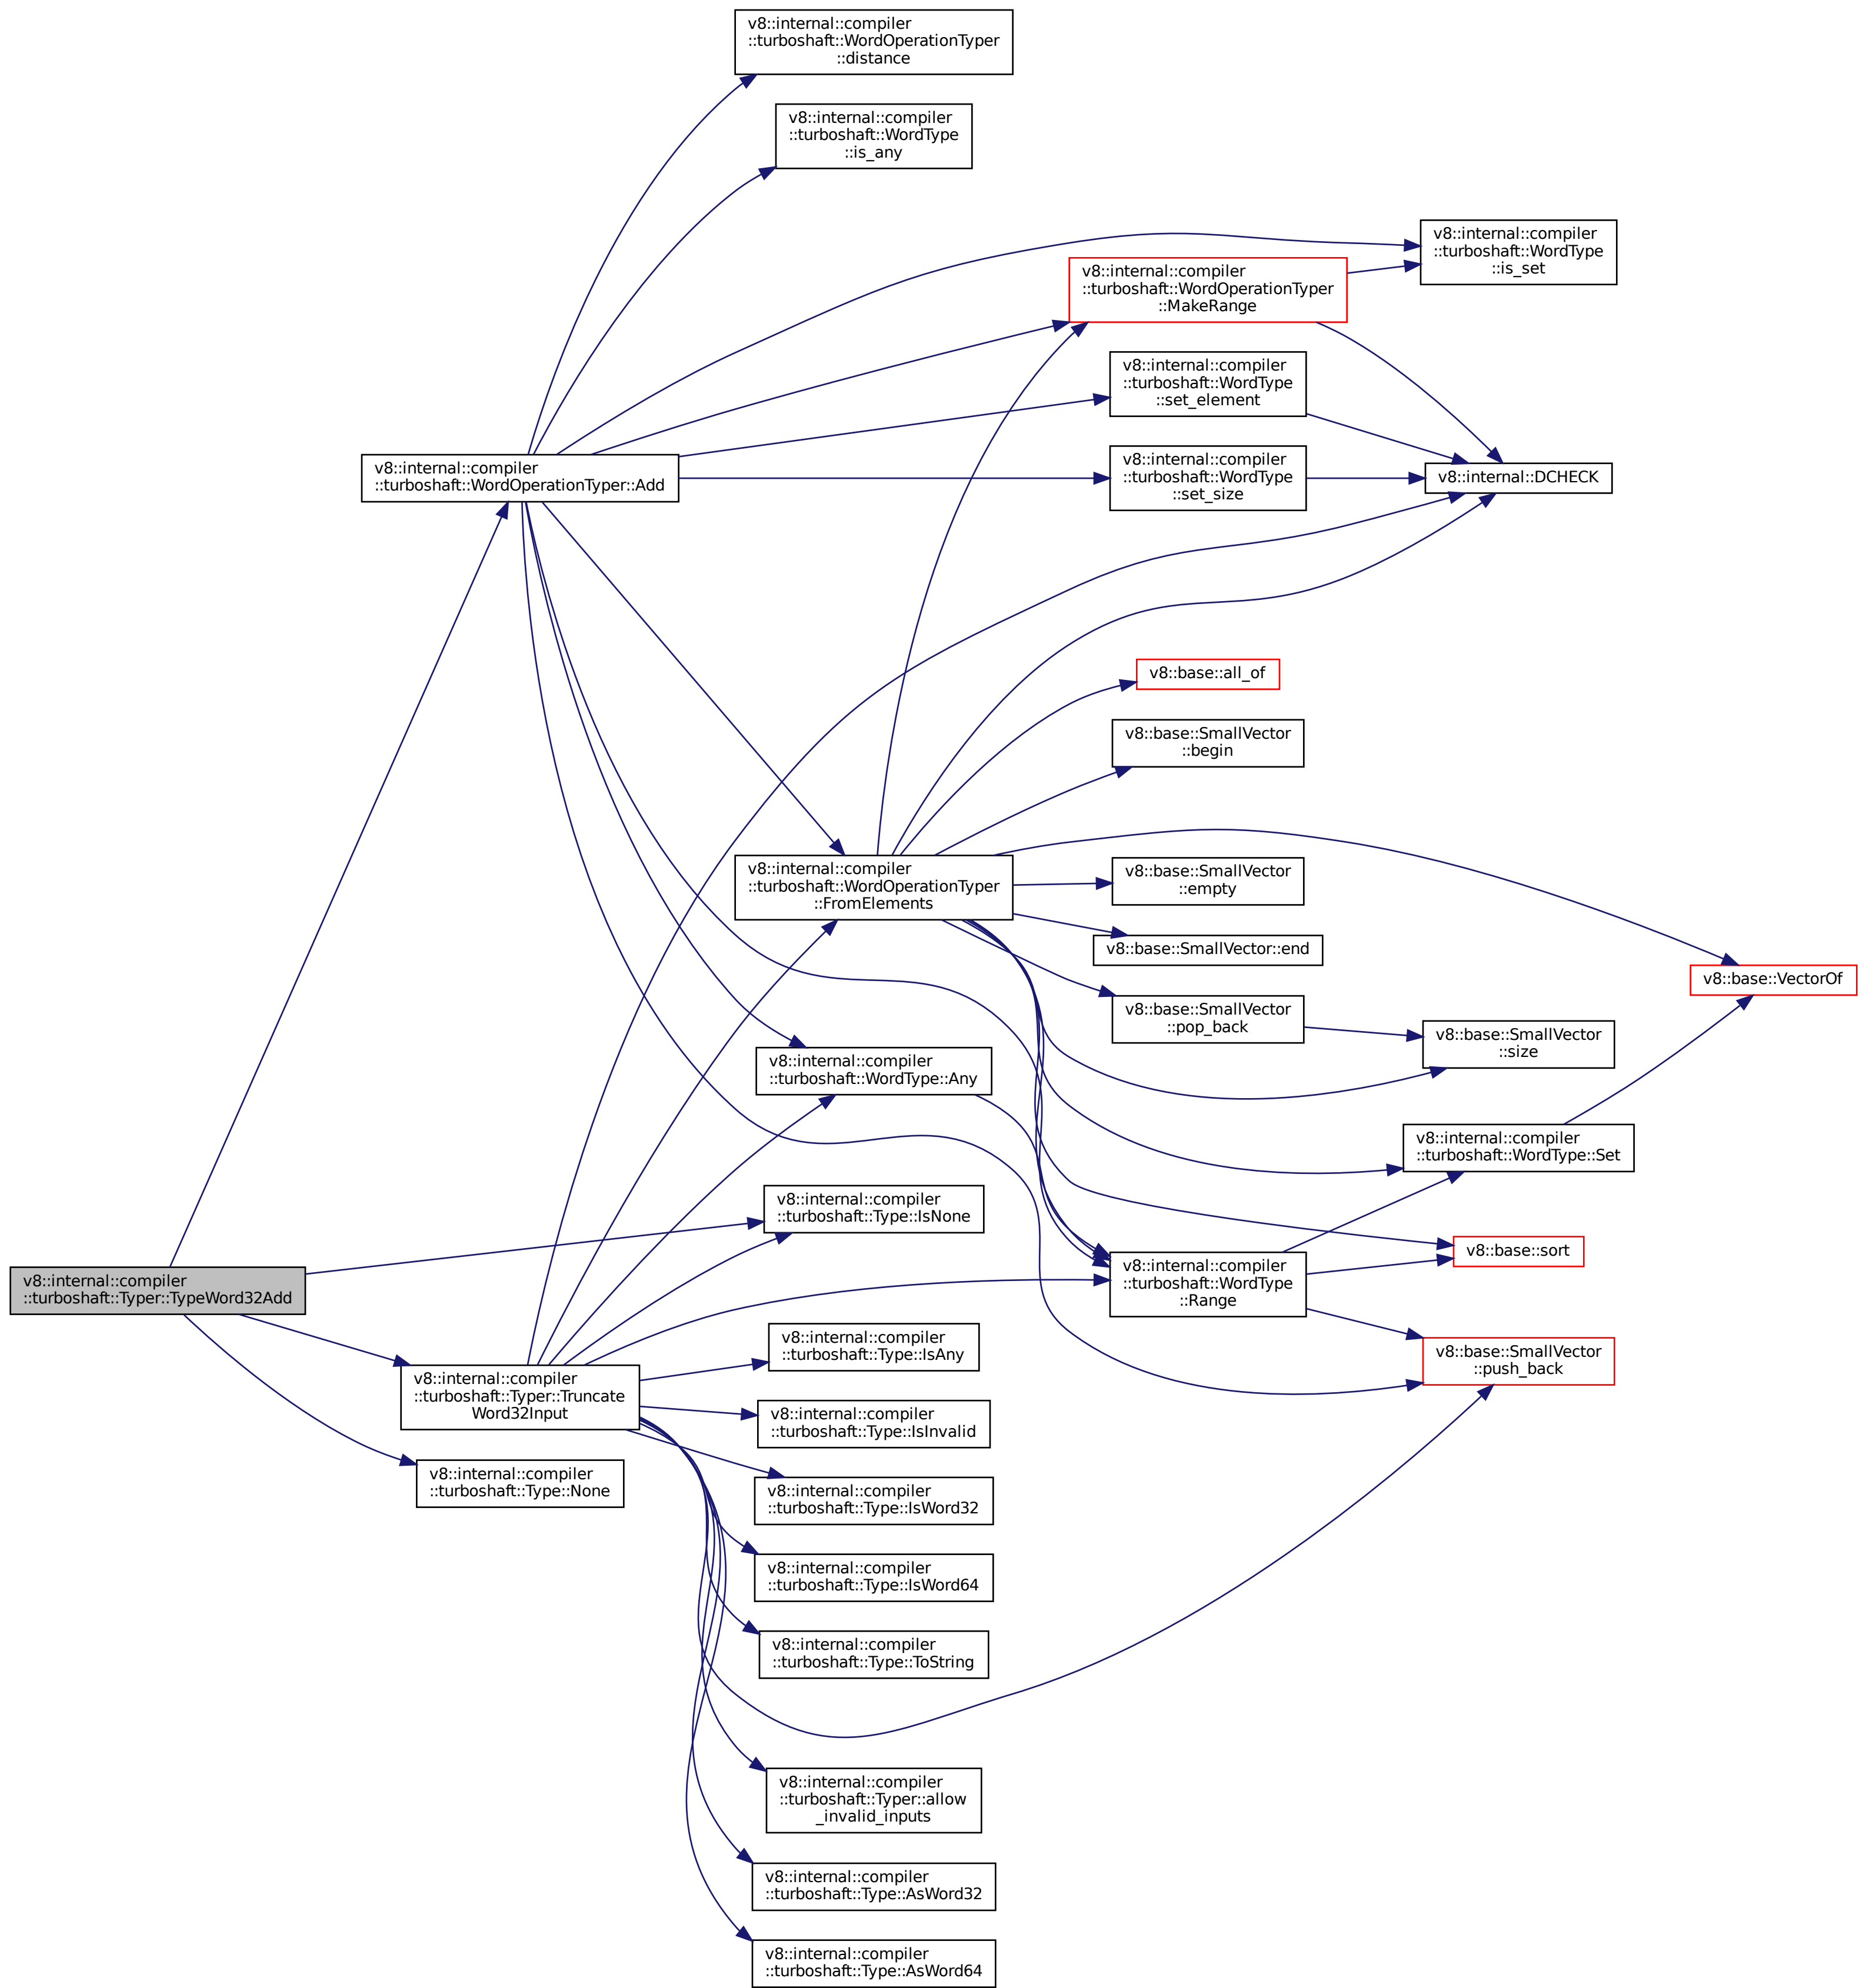 v8::internal::compiler
::turboshaft::WordOperationTyper
::distance
v8::internal::compiler
::turboshaft::WordType
::is_any
v8::internal::compiler
::turboshaft::WordType
::is_set
v8::internal::compiler
::turboshaft::WordOperationTyper
::MakeRange
v8::internal::compiler
::turboshaft::WordType
::set_element
v8::internal::compiler
::turboshaft::WordOperationTyper::Add
v8::internal::compiler
::turboshaft::WordType
::set_size
v8::internal::DCHECK
v8::base::all_of
v8::base::SmallVector
::begin
v8::internal::compiler
::turboshaft::WordOperationTyper
::FromElements
v8::base::SmallVector
::empty
v8::base::SmallVector::end
v8::base::VectorOf
v8::base::SmallVector
::pop_back
v8::base::SmallVector
::size
v8::internal::compiler
::turboshaft::WordType::Any
v8::internal::compiler
::turboshaft::WordType::Set
v8::internal::compiler
::turboshaft::Type::IsNone
v8::base::sort
v8::internal::compiler
::turboshaft::Typer::TypeWord32Add
v8::internal::compiler
::turboshaft::WordType
::Range
v8::internal::compiler
::turboshaft::Type::IsAny
v8::base::SmallVector
::push_back
v8::internal::compiler
::turboshaft::Typer::Truncate
Word32Input
v8::internal::compiler
::turboshaft::Type::IsInvalid
v8::internal::compiler
::turboshaft::Type::None
v8::internal::compiler
::turboshaft::Type::IsWord32
v8::internal::compiler
::turboshaft::Type::IsWord64
v8::internal::compiler
::turboshaft::Type::ToString
v8::internal::compiler
::turboshaft::Typer::allow
_invalid_inputs
v8::internal::compiler
::turboshaft::Type::AsWord32
v8::internal::compiler
::turboshaft::Type::AsWord64